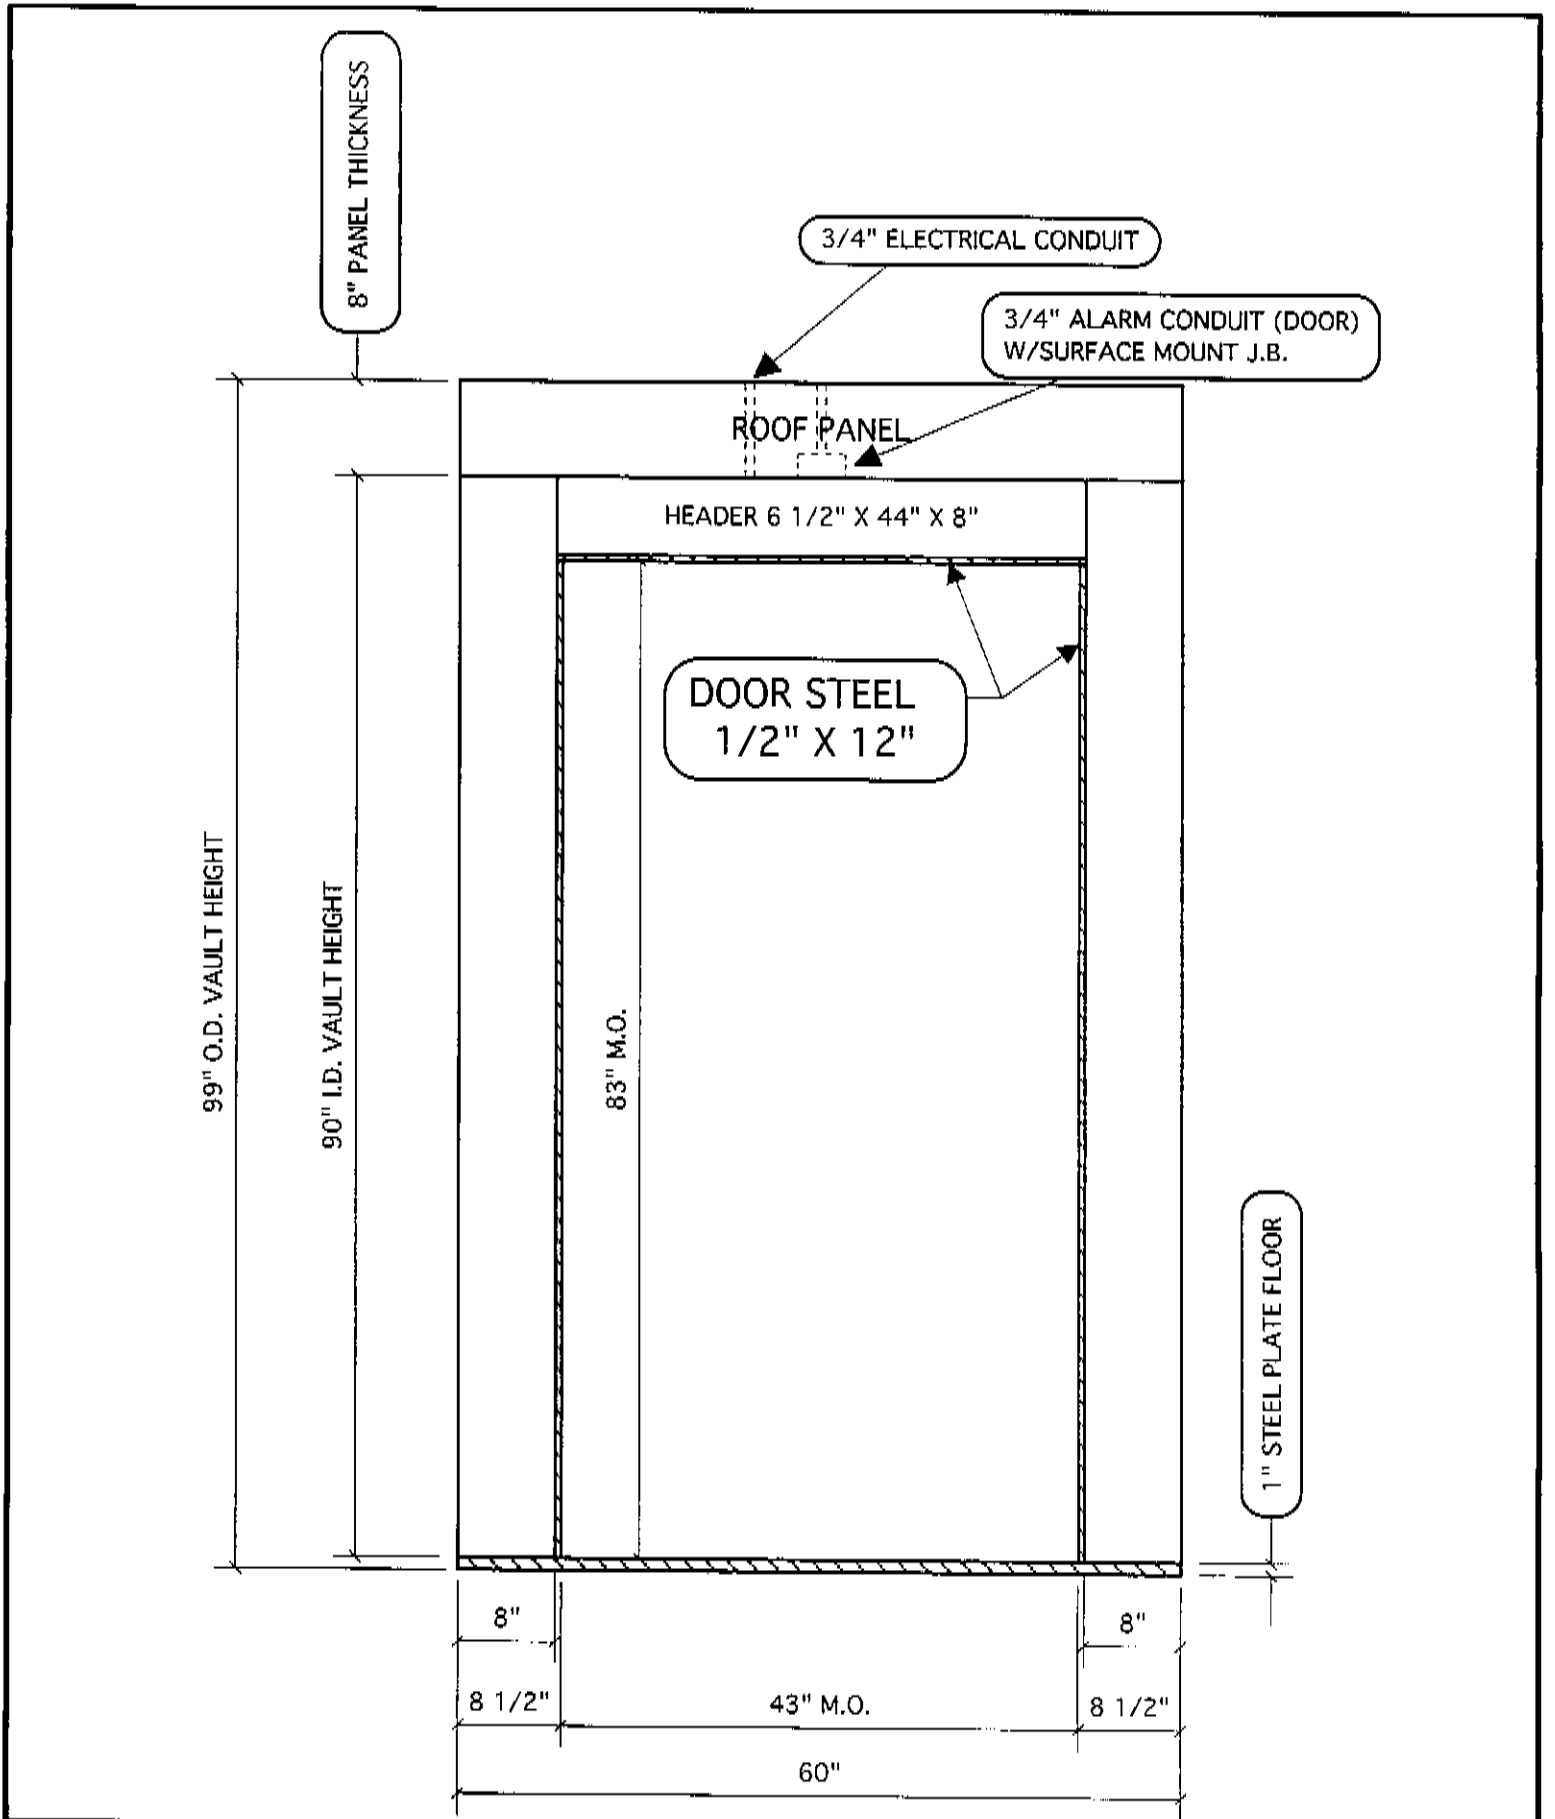 8" PANEL THICKNESS
3/4" ELECTRICAL CONDUIT
3/4" ALARM CONDUIT (DOOR)
W/SURFACE MOUNT J.B.
ROOF PANEL
HEADER 6 1/2" X 44" X 8"
DOOR STEEL
1/2" X 12"
99" O.D. VAULT HEIGHT
90" I.D. VAULT HEIGHT
83" M.O.
1" STEEL PLATE FLOOR
8"
8"
8 1/2"
43" M.O.
8 1/2"
60"